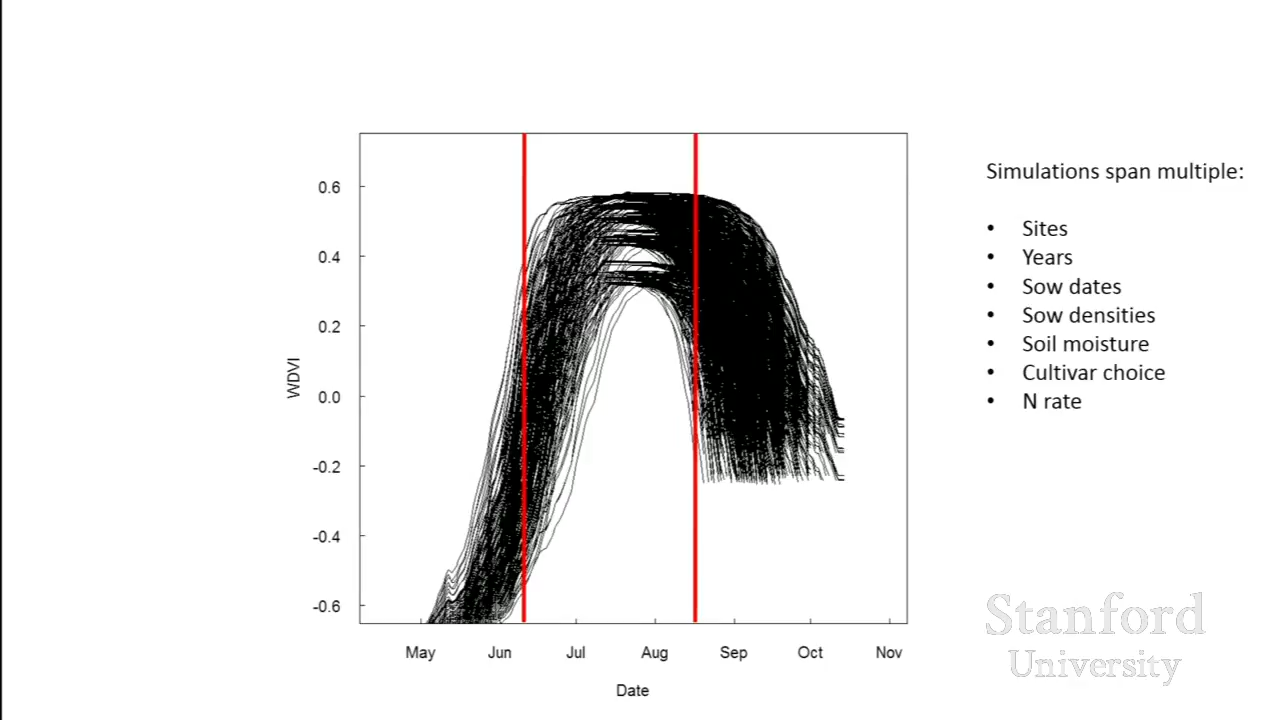 Simulations span multiple:
• Sites
• Years
• Sow dates
• Sow densities
• Soil moisture
• Cultivar choice
• N rate
WDVI
0.6
0.4
0.2
0.0
-0.2
-0.4
-0.6
May Jun Jul Aug Sep Oct Nov
Date
Stanford
University